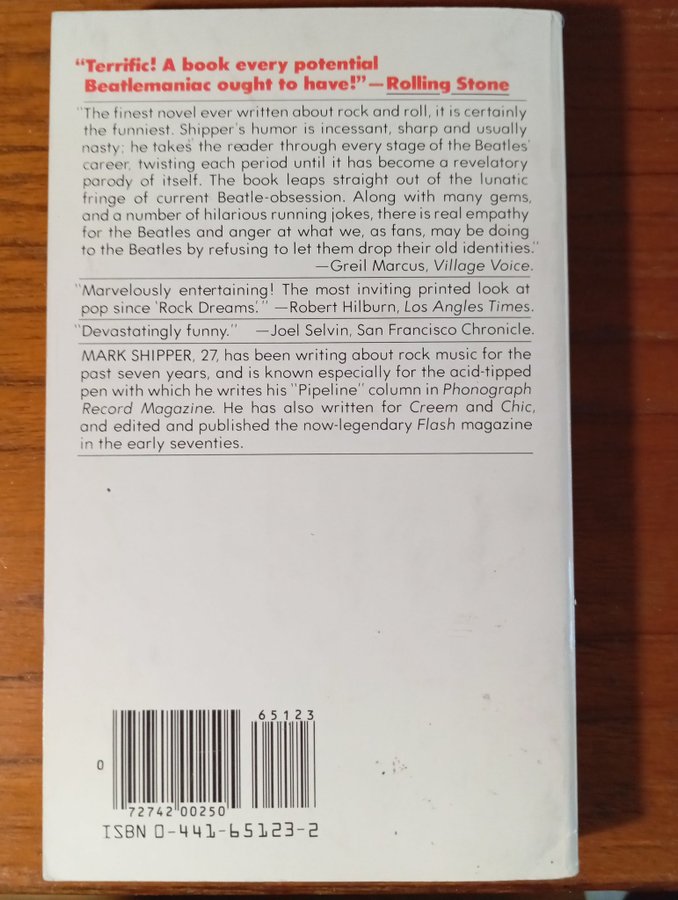 “Terrific! A book every potential
Beatlemaniac ought to have!”—Rolling Stone
"The finest novel ever written about rock and roll, it is certainly
the funniest. Shipper's humor is incessant, sharp and usually
nasty; he takes the reader through every stage of the Beatles'
career, twisting each period until it has become a revelatory
parody of itself. The book leaps straight out of the lunatic
fringe of current Beatle-obsession. Along with many gems,
and a number of hilarious running jokes, there is real empathy
for the Beatles and anger at what we, as fans, may be doing
to the Beatles by refusing to let them drop their old identities."
—Greil Marcus, Village Voice.
"Marvelously entertaining! The most inviting printed look at
pop since 'Rock Dreams'." —Robert Hilburn, Los Angles Times.
"Devastatingly funny." —Joel Selvin, San Francisco Chronicle.
MARK SHIPPER, 27, has been writing about rock music for the
past seven years, and is known especially for the acid-tipped
pen with which he writes his "Pipeline" column in Phonograph
Record Magazine. He has also written for Creem and Chic,
and edited and published the now-legendary Flash magazine
in the early seventies.
65123
0
72742 00250
ISBN 0-441-65123-2